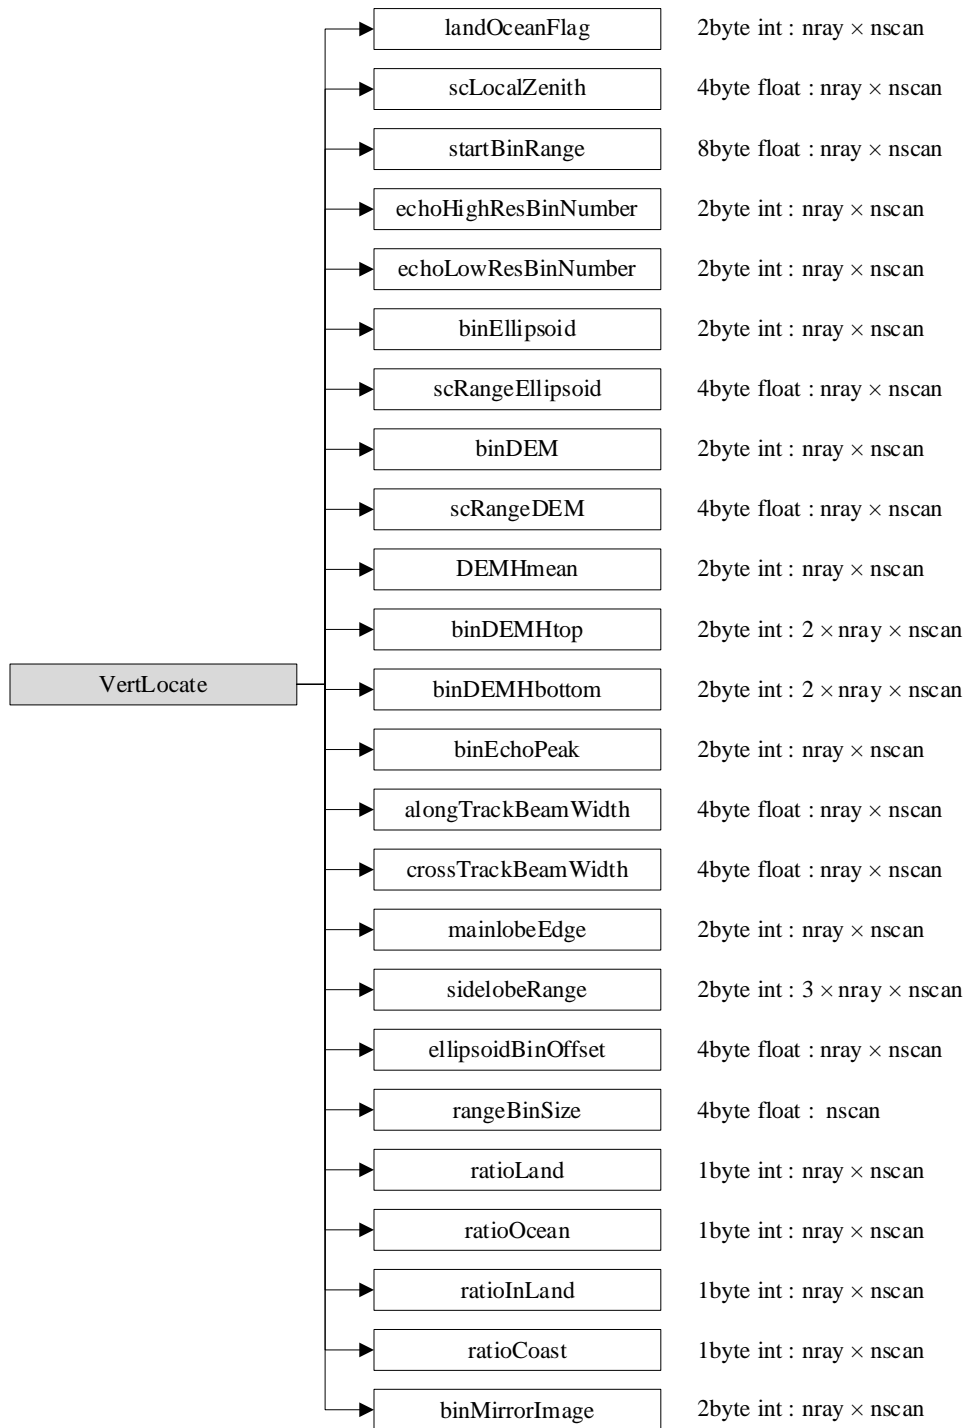 landOceanFlag 2byte int : nray × nscan
scLocalZenith 4byte float : nray × nscan
startBinRange 8byte float : nray × nscan
echoHighResBinNumber 2byte int : nray × nscan
echoLowResBinNumber 2byte int : nray × nscan
binEllipsoid 2byte int : nray × nscan
scRangeEllipsoid 4byte float : nray × nscan
binDEM 2byte int : nray × nscan
scRangeDEM 4byte float : nray × nscan
DEMHmean 2byte int : nray × nscan
binDEMHtop 2byte int : 2 × nray × nscan
VertLocate
binDEMHbottom 2byte int : 2 × nray × nscan
binEchoPeak 2byte int : nray × nscan
alongTrackBeamWidth 4byte float : nray × nscan
crossTrackBeamWidth 4byte float : nray × nscan
mainlobeEdge 2byte int : nray × nscan
sidelobeRange 2byte int : 3 × nray × nscan
ellipsoidBinOffset 4byte float : nray × nscan
rangeBinSize 4byte float : nscan
ratioLand 1byte int : nray × nscan
ratioOcean 1byte int : nray × nscan
ratioInLand 1byte int : nray × nscan
ratioCoast 1byte int : nray × nscan
binMirrorImage 2byte int : nray × nscan